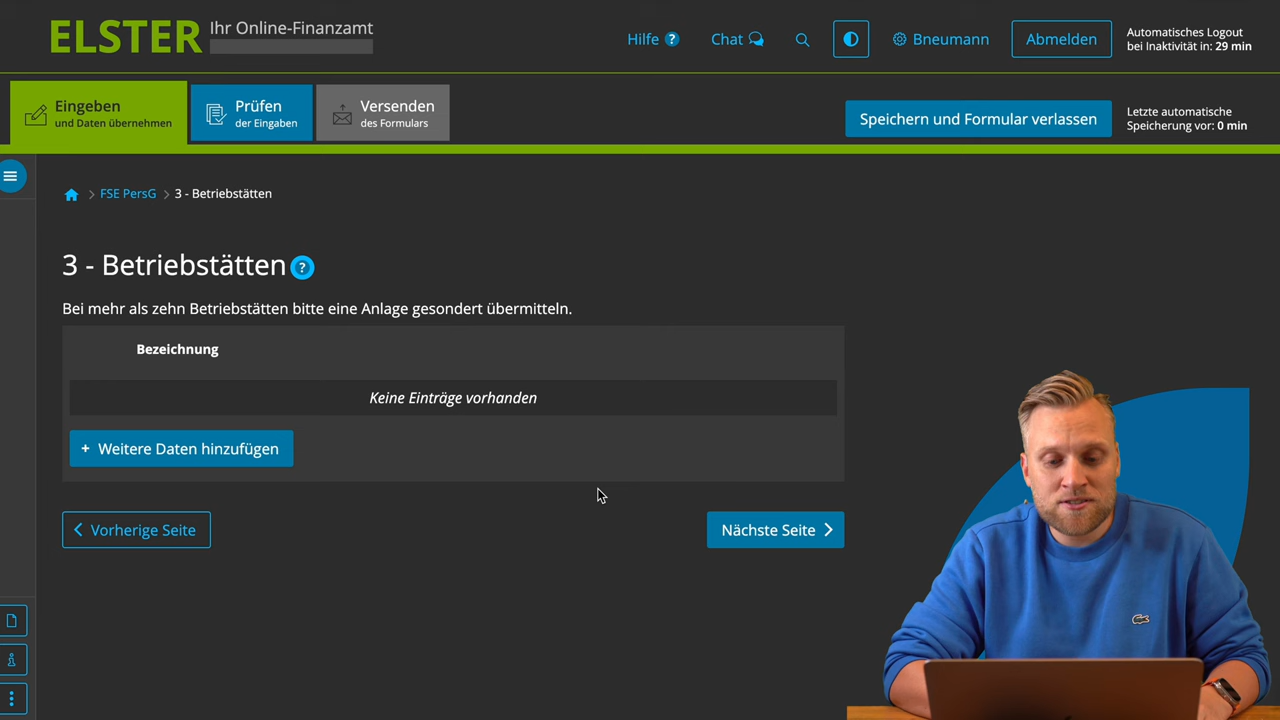 ELSTER
Ihr Online-Finanzamt
Hilfe ?
Chat
Bneumann
Abmelden
Automatisches Logout
bei Inaktivität in: 29 min
Eingeben
und Daten übernehmen
Prüfen
der Eingaben
Versenden
des Formulars
Speichern und Formular verlassen
Letzte automatische
Speicherung vor: 0 min
FSE PersG
3 - Betriebstätten
3 - Betriebstätten ?
Bei mehr als zehn Betriebstätten bitte eine Anlage gesondert übermitteln.
Bezeichnung
Keine Einträge vorhanden
+ Weitere Daten hinzufügen
Vorherige Seite
Nächste Seite